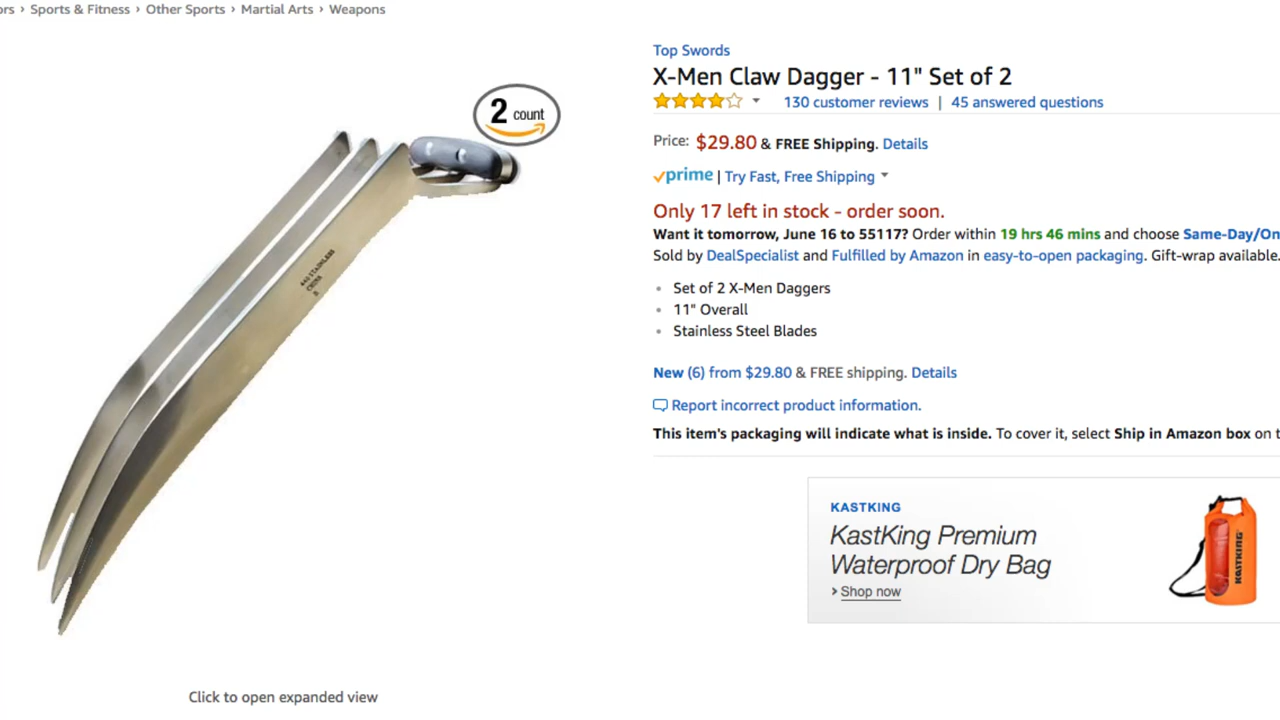 ors › Sports & Fitness › Other Sports › Martial Arts › Weapons
2 count
440 STAINLESS
CHINA
Click to open expanded view
Top Swords
X-Men Claw Dagger - 11" Set of 2
130 customer reviews | 45 answered questions
Price: $29.80 & FREE Shipping. Details
prime | Try Fast, Free Shipping
Only 17 left in stock - order soon.
Want it tomorrow, June 16 to 55117? Order within 19 hrs 46 mins and choose Same-Day/On
Sold by DealSpecialist and Fulfilled by Amazon in easy-to-open packaging. Gift-wrap available.
Set of 2 X-Men Daggers
11" Overall
Stainless Steel Blades
New (6) from $29.80 & FREE shipping. Details
Report incorrect product information.
This item's packaging will indicate what is inside. To cover it, select Ship in Amazon box on t
KASTKING
KastKing Premium
Waterproof Dry Bag
› Shop now
KASTKING